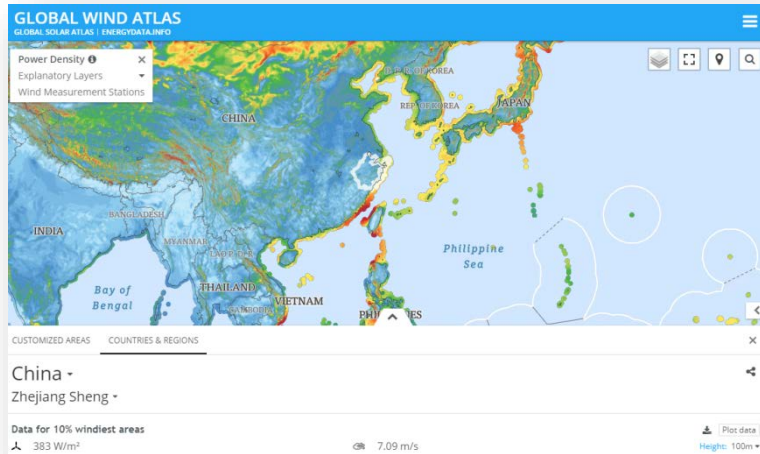 GLOBAL WIND ATLAS
GLOBAL SOLAR ATLAS | ENERGYDATA.INFO
Power Density
Explanatory Layers
Wind Measurement Stations
REP. OF KOREA
JAPAN
CHINA
BANGLADESH
INDIA
MYANMAR
Philippine
Sea
THAILAND
Bay of
Bengal
VIETNAM
CUSTOMIZED AREAS
COUNTRIES & REGIONS
China
Zhejiang Sheng
Data for 10% windiest areas
Plot data
383 W/m²
7.09 m/s
Height: 100m